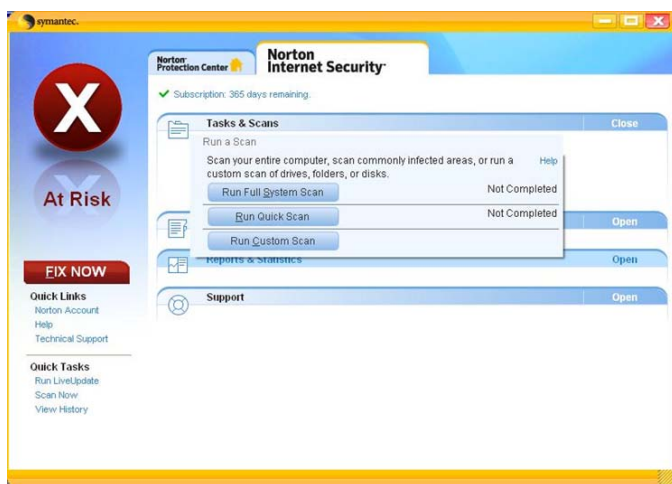 symantec.
Norton
Protection Center
Norton
Internet Security
Subscription: 365 days remaining.
X
At Risk
FIX NOW
Quick Links
Norton Account
Help
Technical Support
Quick Tasks
Run LiveUpdate
Scan Now
View History
Tasks & Scans Close
Run a Scan
Scan your entire computer, scan commonly infected areas, or run a Help
custom scan of drives, folders, or disks.
Run Full System Scan Not Completed
Run Quick Scan Not Completed
Open
Run Custom Scan
Reports & Statistics Open
Support Open